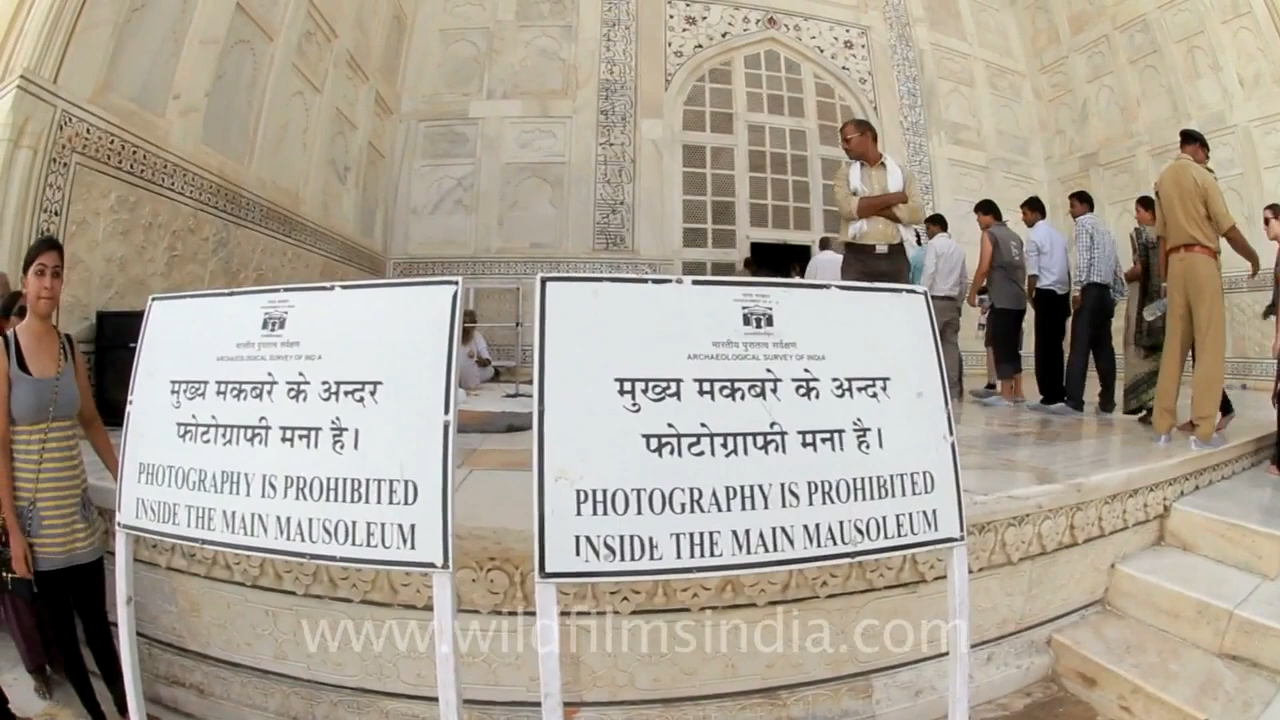 भारतीय पुरातत्व सर्वेक्षण
ARCHAEOLOGICAL SURVEY OF IND A
मुख्य मकबरे के अन्दर
फोटोग्राफी मना है।
PHOTOGRAPHY IS PROHIBITED
INSIDE THE MAIN MAUSOLEUM
भारतीय पुरातत्व सर्वेक्षण
ARCHAEOLOGICAL SURVEY OF INDIA
मुख्य मकबरे के अन्दर
फोटोग्राफी मना है।
PHOTOGRAPHY IS PROHIBITED
INSIDE THE MAIN MAUSOLEUM
www.wildfilmsindia.com